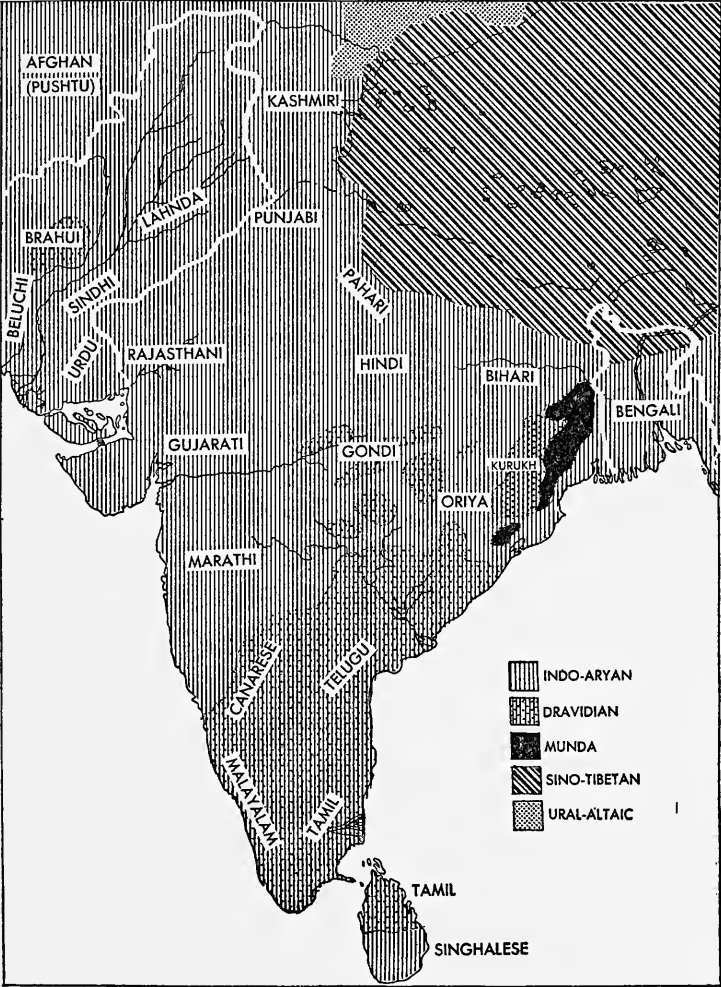 AFGHAN
(PUSHTU)
KASHMIRI
LAHNDA
PUNJABI
BRAHUI
BELUCHI
SINDHI
PAHARI
URDU
RAJASTHANI
HINDI
BIHARI
BENGALI
GUJARATI
GONDI
KURUKH
ORIYA
MARATHI
CANARESE
TELUGU
MALAYALAM
TAMIL
TAMIL
SINGHALESE
INDO-ARYAN
DRAVIDIAN
MUNDA
SINO-TIBETAN
URAL-ALTAIC